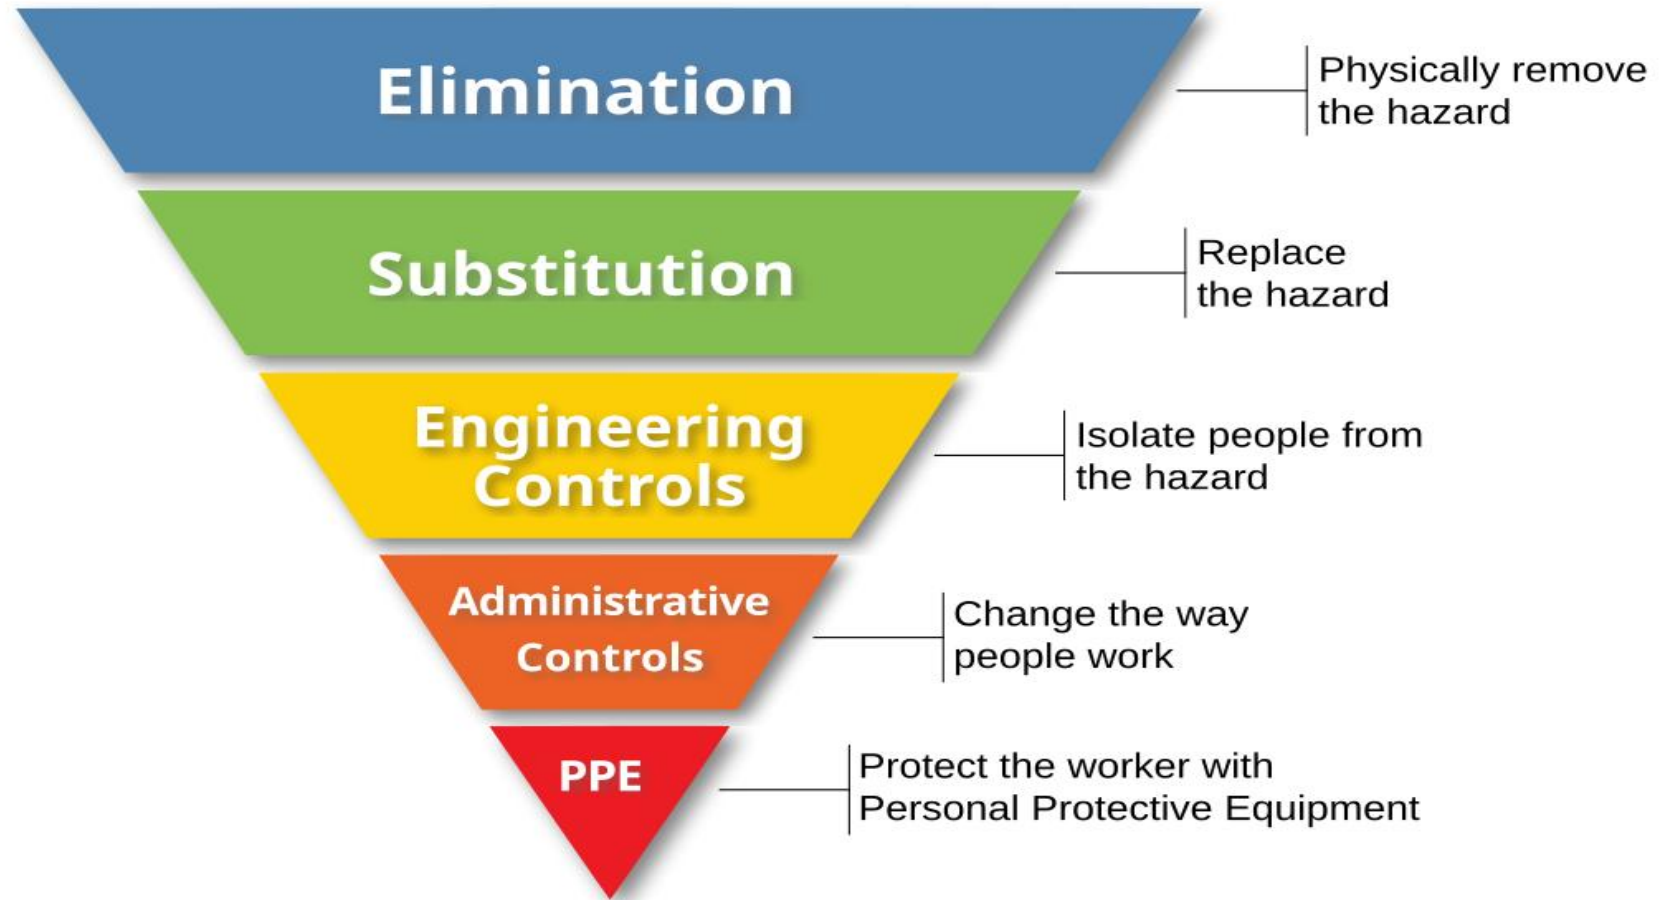 Elimination
Physically remove
the hazard
Substitution
Replace
the hazard
Engineering
Controls
Isolate people from
the hazard
Administrative
Controls
Change the way
people work
PPE
Protect the worker with
Personal Protective Equipment